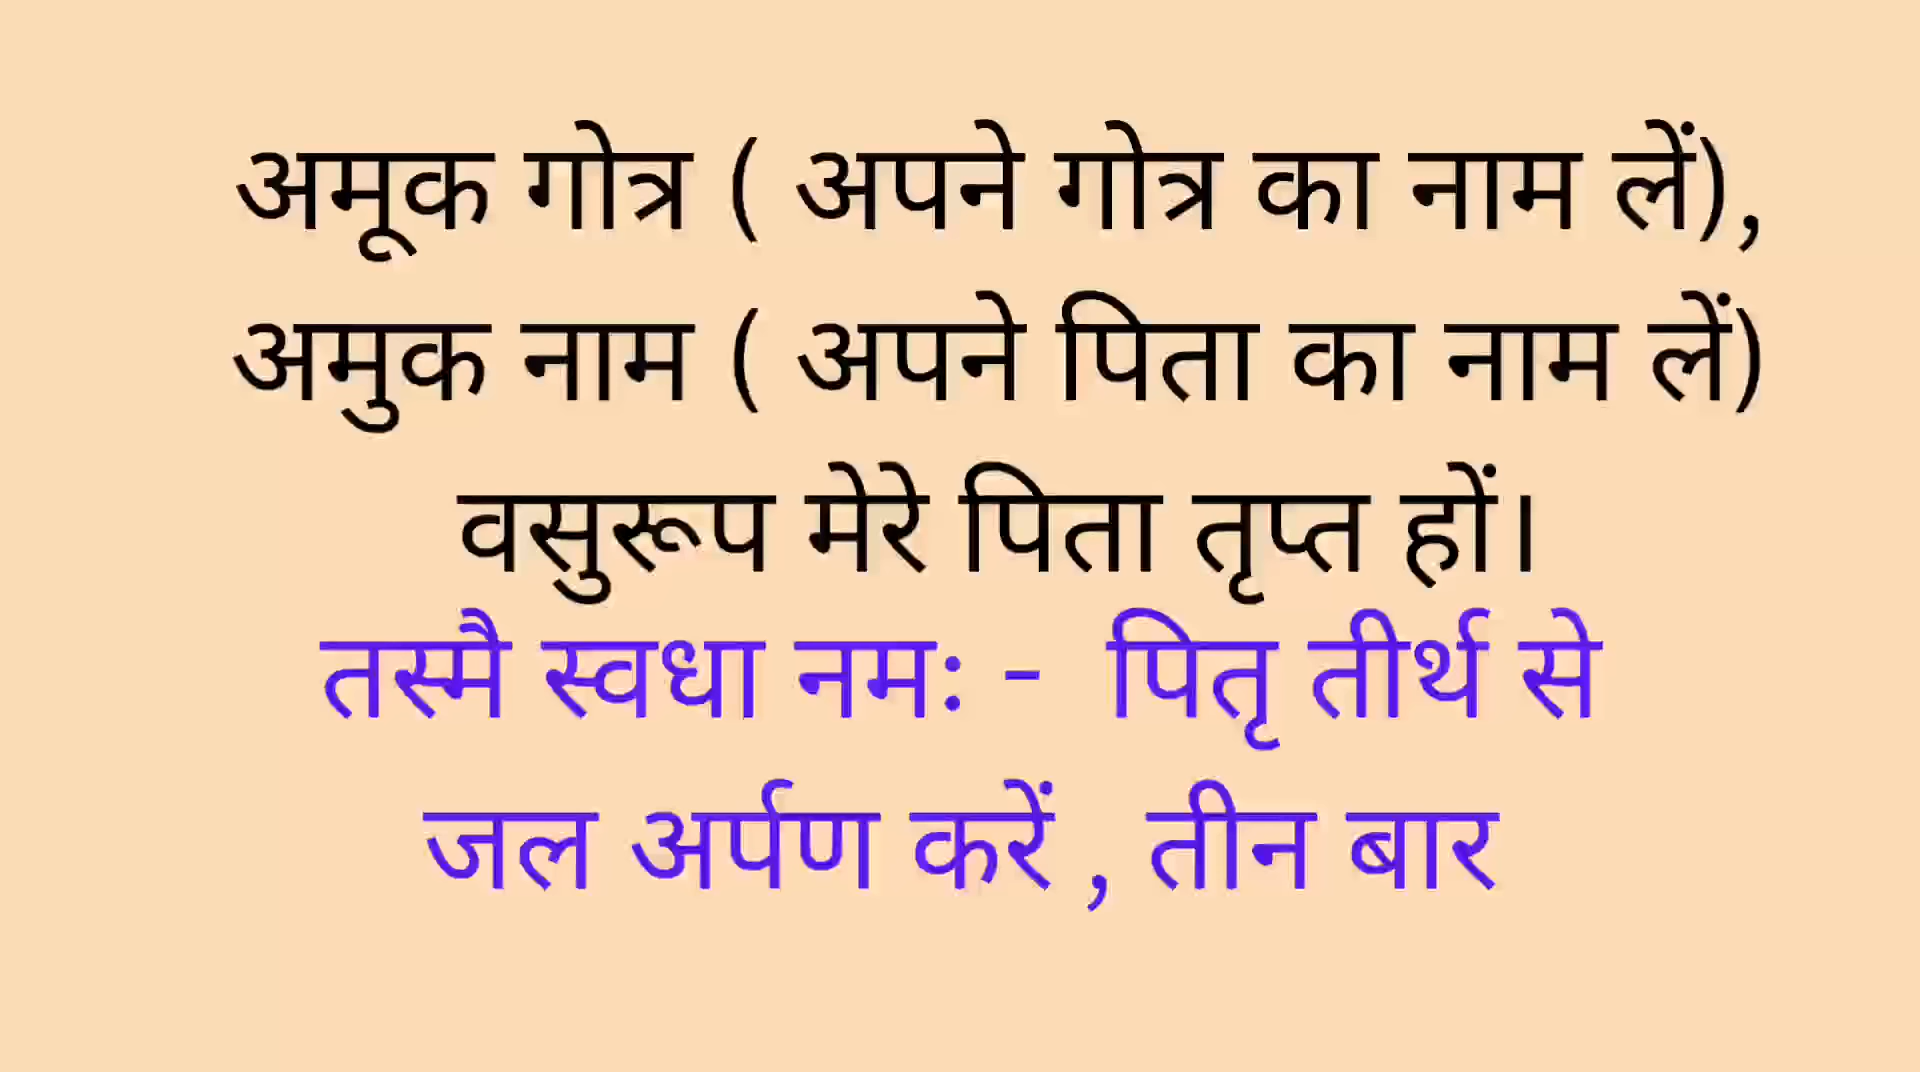 अमूक गोत्र ( अपने गोत्र का नाम लें),
अमुक नाम ( अपने पिता का नाम लें)
वसुरूप मेरे पिता तृप्त हों।
तस्मै स्वधा नमः - पितृ तीर्थ से
जल अर्पण करें , तीन बार